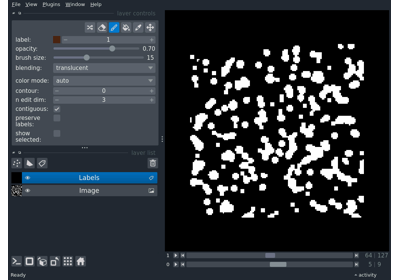 File View Plugins Window Help
layer controls
label: 1
opacity: 0.70
brush size: 15
blending: translucent
color mode: auto
contour: 0
n edit dim: 3
contiguous:
preserve
labels:
show
selected:
layer list
Labels
Image
1 64 127
0 5 9
Ready
activity